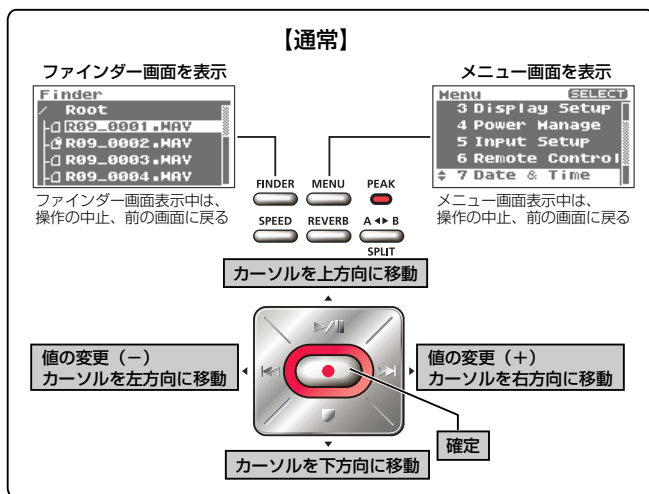 【通常】
ファインダー画面を表示
Finder
/ Root
R09_0001.WAV
R09_0002.WAV
R09_0003.WAV
R09_0004.WAV
ファインダー画面表示中は、
操作の中止、前の画面に戻る
メニュー画面を表示
Menu SELECT
3 Display Setup
4 Power Manage
5 Input Setup
6 Remote Control
7 Date & Time
メニュー画面表示中は、
操作の中止、前の画面に戻る
FINDER MENU PEAK
SPEED REVERB A◂▸B
SPLIT
カーソルを上方向に移動
値の変更（－）
カーソルを左方向に移動
値の変更（＋）
カーソルを右方向に移動
確定
カーソルを下方向に移動